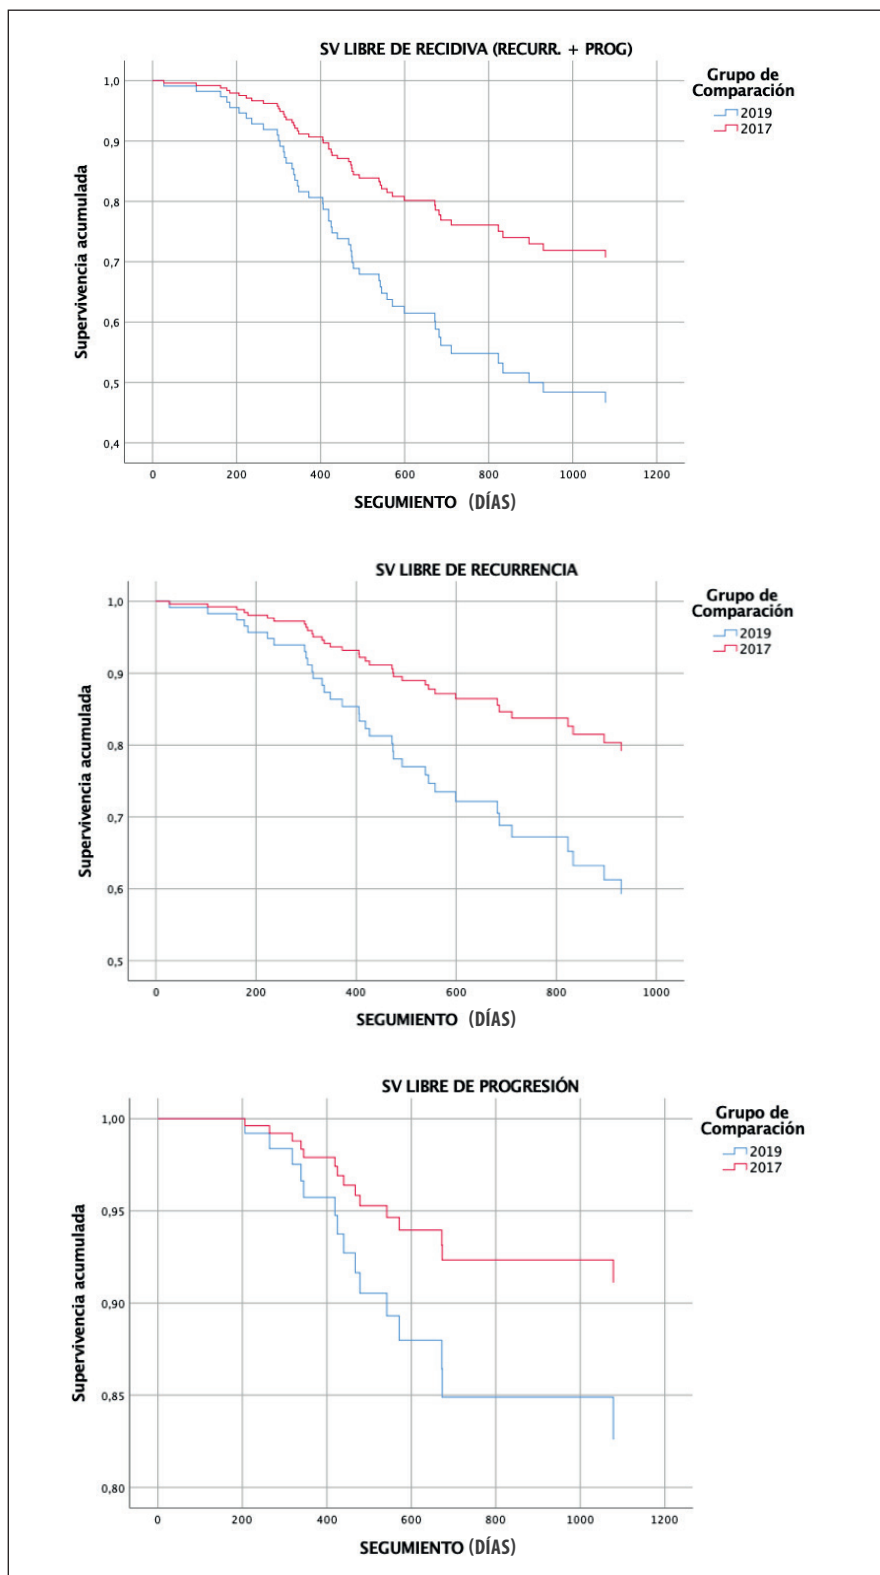 SV LIBRE DE RECIDIVA (RECURR. + PROG)
Grupo de
Comparación
2019
2017
Supervivencia acumulada
1,0
0,9
0,8
0,7
0,6
0,5
0,4
0 200 400 600 800 1000 1200
SEGUMIENTO (DÍAS)
SV LIBRE DE RECURRENCIA
Grupo de
Comparación
2019
2017
Supervivencia acumulada
1,0
0,9
0,8
0,7
0,6
0,5
0 200 400 600 800 1000
SEGUMIENTO (DÍAS)
SV LIBRE DE PROGRESIÓN
Grupo de
Comparación
2019
2017
Supervivencia acumulada
1,00
0,95
0,90
0,85
0,80
0 200 400 600 800 1000 1200
SEGUMIENTO (DÍAS)